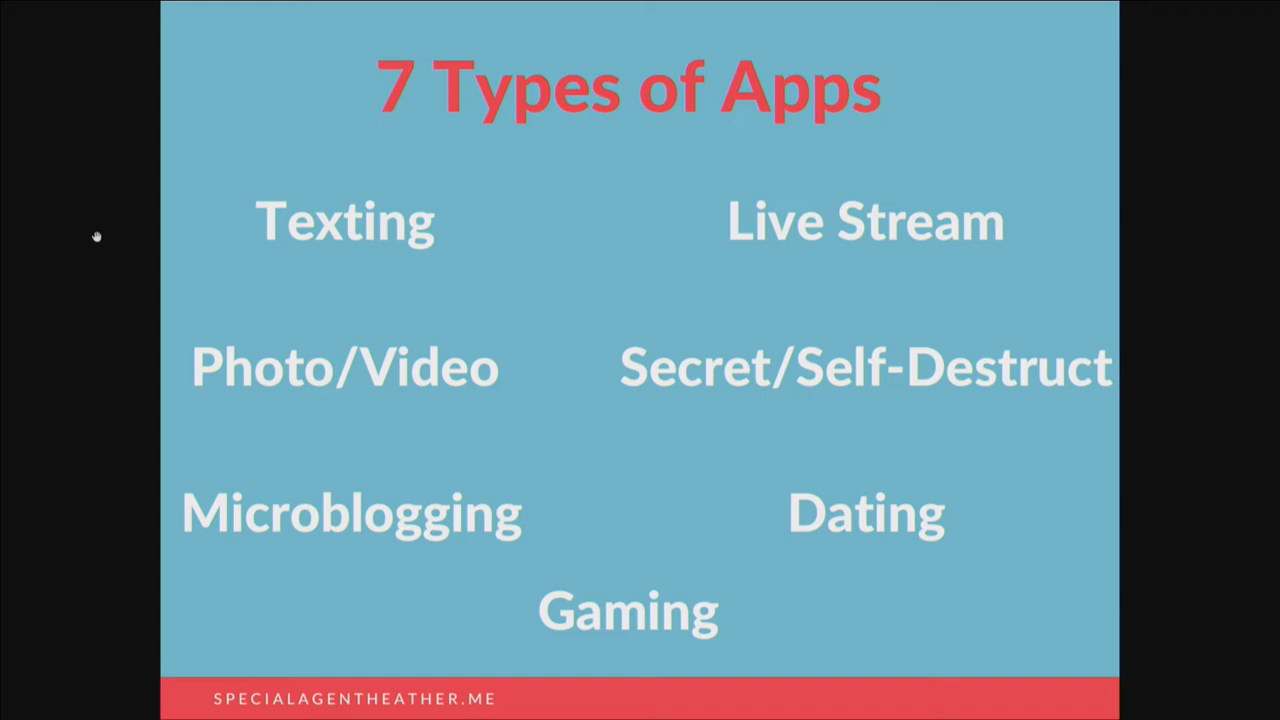 7 Types of Apps
Texting
Live Stream
Photo/Video
Secret/Self-Destruct
Microblogging
Dating
Gaming
SPECIALAGENTHEATHER.ME